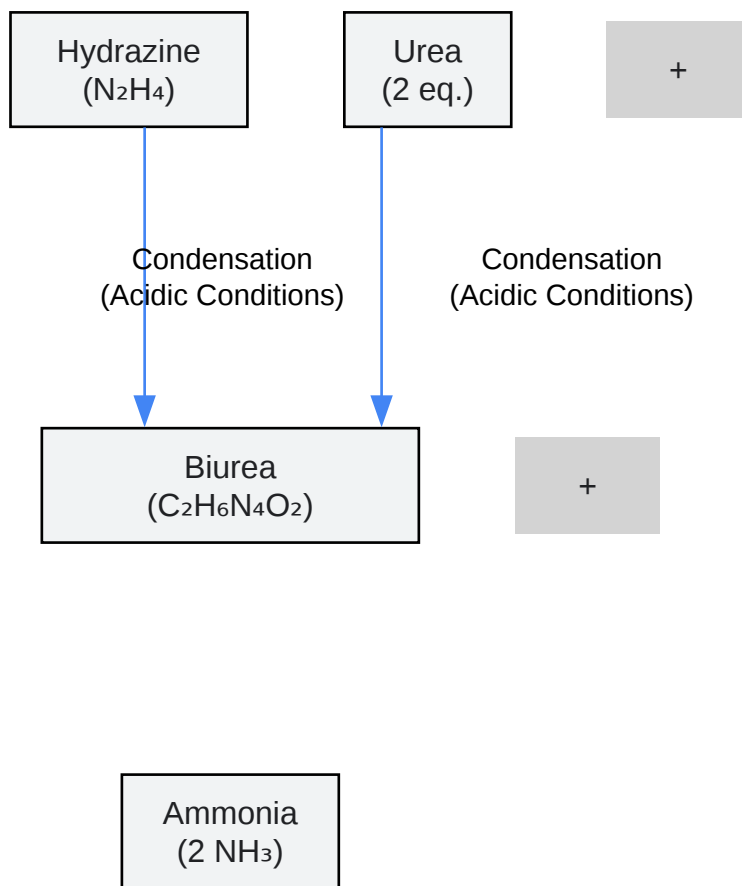 Hydrazine
(N₂H₄)
Urea
(2 eq.)
+
Condensation
(Acidic Conditions)
Condensation
(Acidic Conditions)
Biurea
(C₂H₆N₄O₂)
+
Ammonia
(2 NH₃)